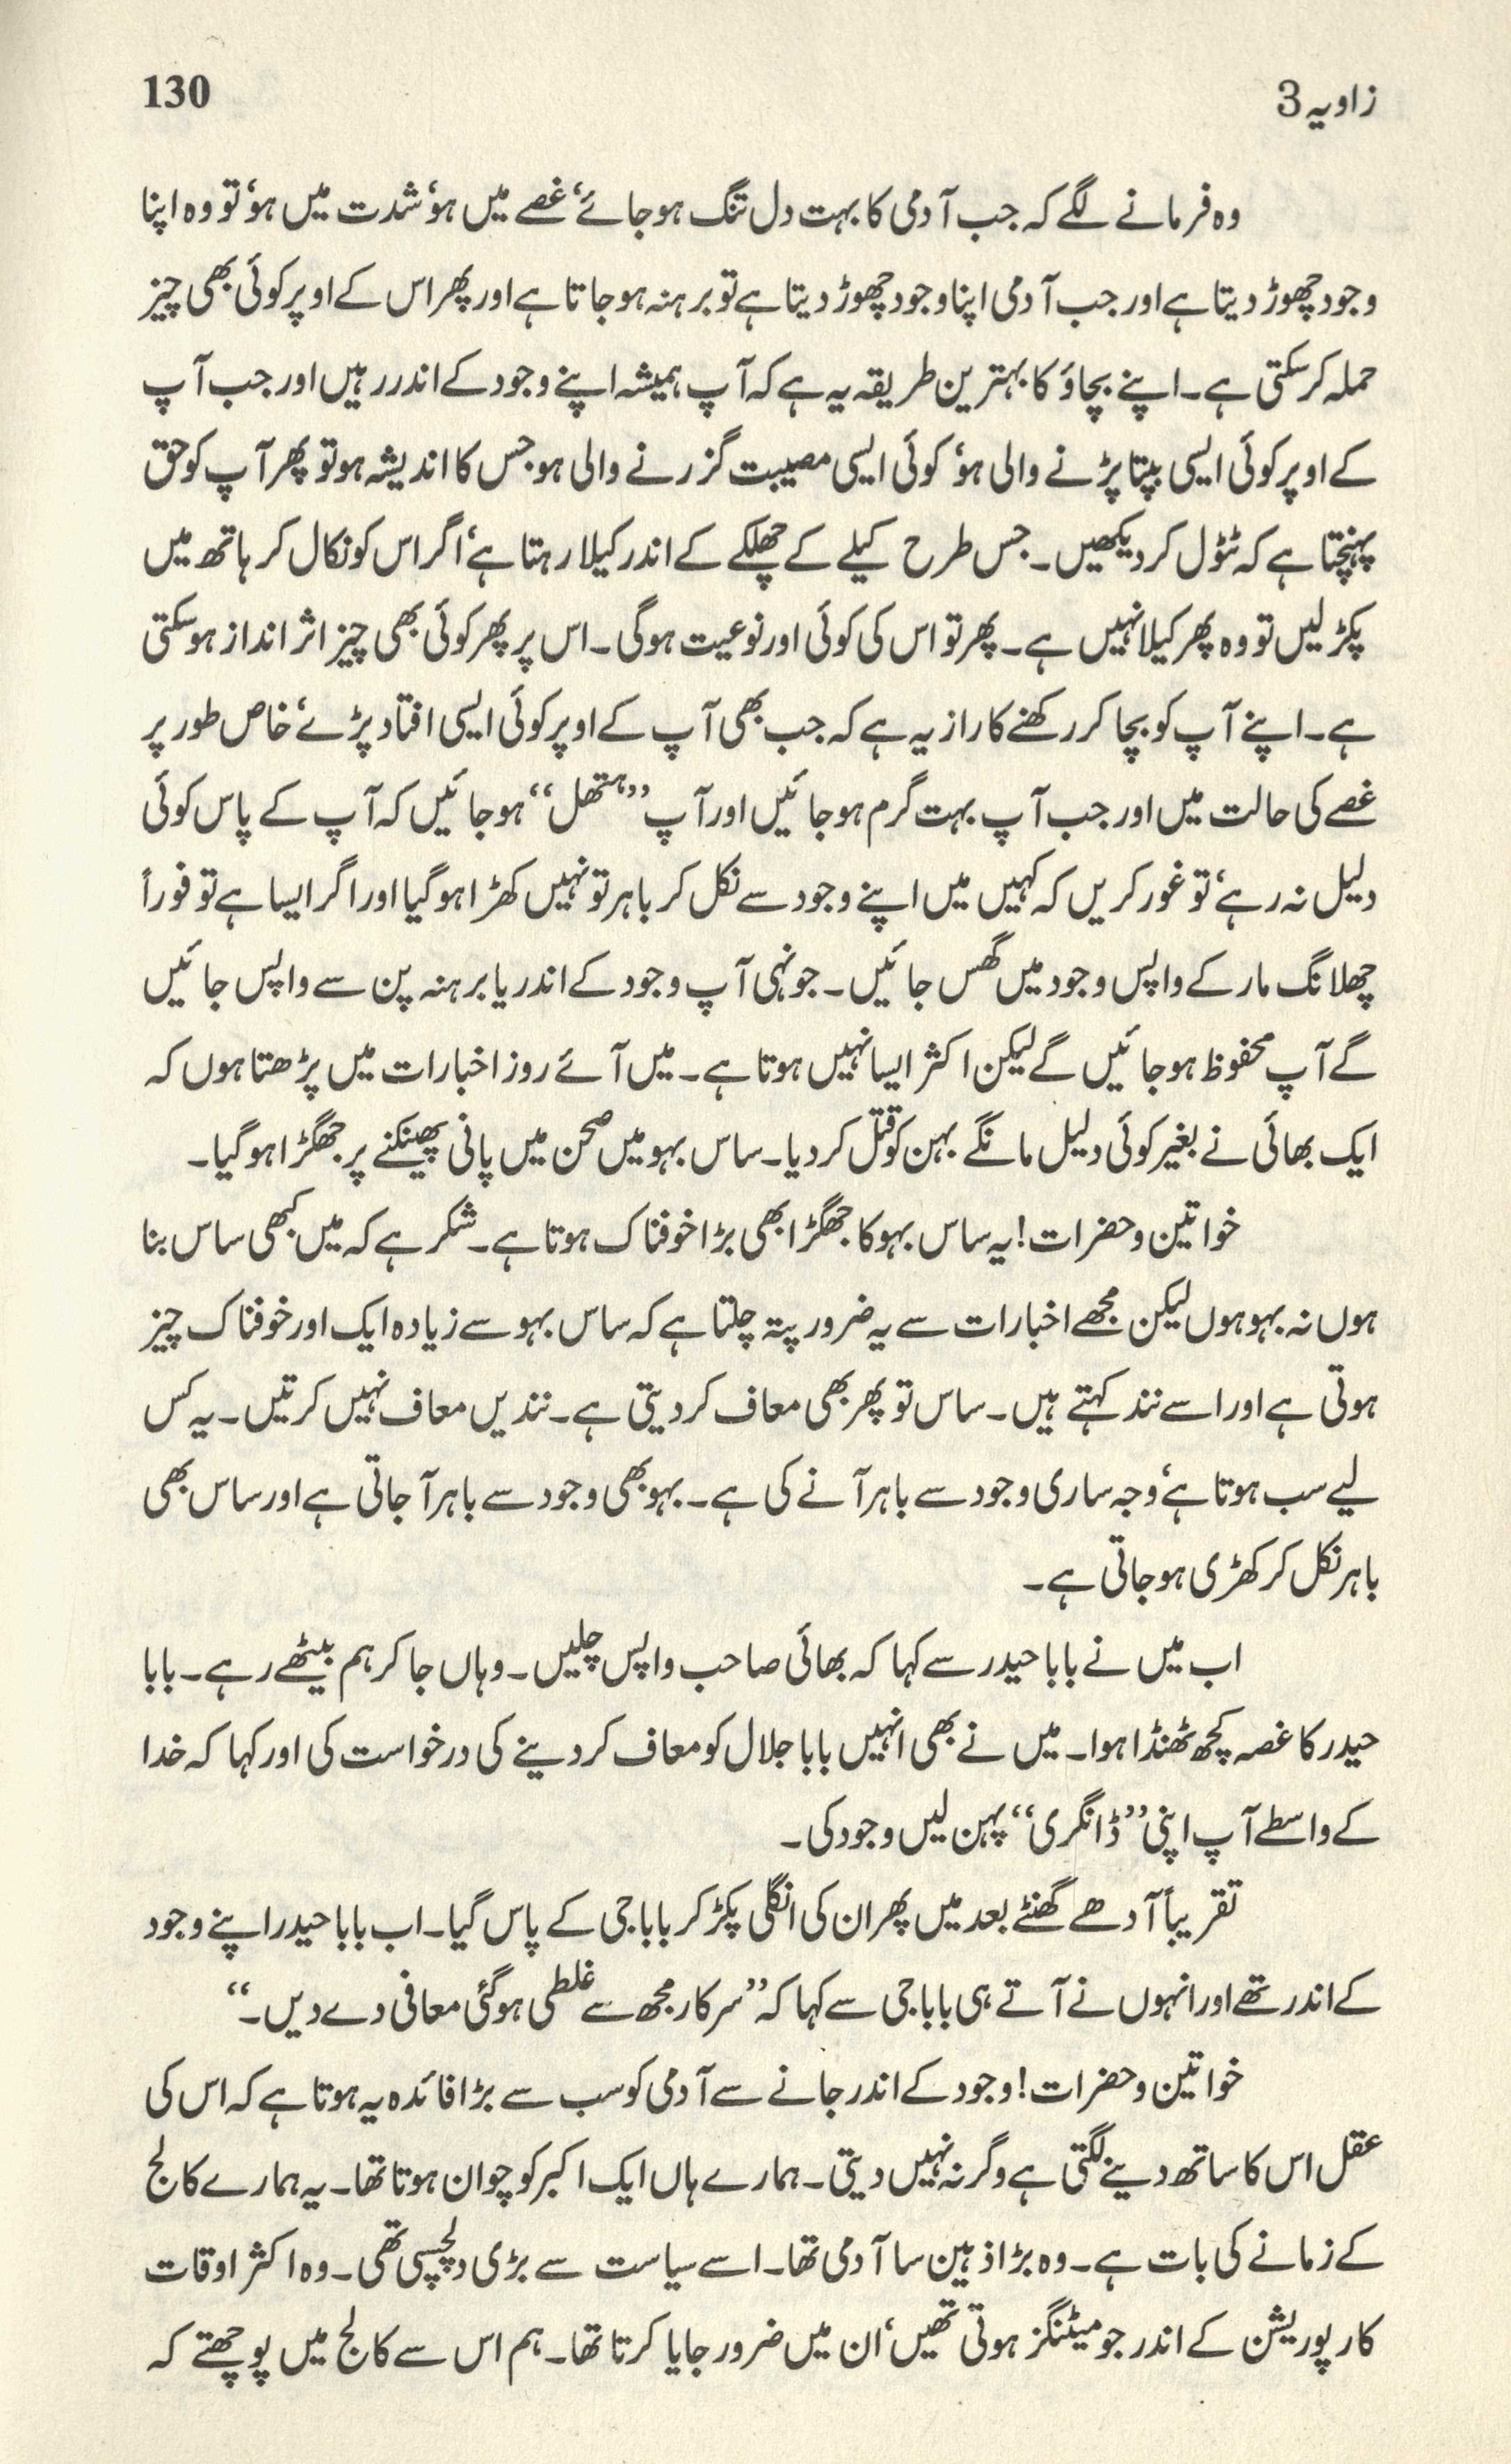 زاویہ 3
130
وہ فرمانے لگے کہ جب آدمی کا بہت دل تنگ ہو جائے، غصے میں ہو، شدت میں ہو، تو وہ اپنا
وجود چھوڑ دیتا ہے اور جب آدمی اپنا وجود چھوڑ دیتا ہے تو برہنہ ہو جاتا ہے اور پھر اس کے اوپر کوئی بھی چیز
حملہ کر سکتی ہے۔ اپنے بچاؤ کا بہترین طریقہ یہ ہے کہ آپ ہمیشہ اپنے وجود کے اندر رہیں اور جب آپ
کے اوپر کوئی ایسی بپتا پڑنے والی ہو، کوئی ایسی مصیبت گزرنے والی ہو جس کا اندیشہ ہو تو پھر آپ کو حق
پہنچتا ہے کہ ٹٹول کر دیکھیں۔ جس طرح کیلے کے چھلکے کے اندر کیلا رہتا ہے، اگر اس کو نکال کر ہاتھ میں
پکڑ لیں تو وہ پھر کیلا نہیں ہے۔ پھر تو اس کی کوئی اور نوعیت ہوگی۔ اس پر پھر کوئی بھی چیز اثر انداز ہو سکتی
ہے۔ اپنے آپ کو بچا کر رکھنے کا راز یہ ہے کہ جب بھی آپ کے اوپر کوئی ایسی افتاد پڑے، خاص طور پر
غصے کی حالت میں اور جب آپ بہت گرم ہو جائیں اور آپ ”ہتھل“ ہو جائیں کہ آپ کے پاس کوئی
دلیل نہ رہے، تو غور کریں کہ کہیں میں اپنے وجود سے نکل کر باہر تو نہیں کھڑا ہو گیا اور اگر ایسا ہے تو فوراً
چھلانگ مار کے واپس وجود میں گھس جائیں۔ جونہی آپ وجود کے اندر یا برہنہ پن سے واپس جائیں
گے آپ محفوظ ہو جائیں گے لیکن اکثر ایسا نہیں ہوتا ہے۔ میں آئے روز اخبارات میں پڑھتا ہوں کہ
ایک بھائی نے بغیر کوئی دلیل مانگے بہن کو قتل کر دیا۔ ساس بہو میں صحن میں پانی پھینکنے پر جھگڑا ہو گیا۔
خواتین و حضرات! یہ ساس بہو کا جھگڑا بھی بڑا خوفناک ہوتا ہے۔ شکر ہے کہ میں کبھی ساس بنا
ہوں نہ بہو ہوں لیکن مجھے اخبارات سے یہ ضرور پتہ چلتا ہے کہ ساس بہو سے زیادہ ایک اور خوفناک چیز
ہوتی ہے اور اسے نند کہتے ہیں۔ ساس تو پھر بھی معاف کر دیتی ہے۔ نندیں معاف نہیں کرتیں۔ یہ کس
لیے سب ہوتا ہے، وجہ ساری وجود سے باہر آنے کی ہے۔ بہو بھی وجود سے باہر آ جاتی ہے اور ساس بھی
باہر نکل کر کھڑی ہو جاتی ہے۔
اب میں نے بابا حیدر سے کہا کہ بھائی صاحب واپس چلیں۔ وہاں جا کر ہم بیٹھے رہے۔ بابا
حیدر کا غصہ کچھ ٹھنڈا ہوا۔ میں نے بھی انہیں بابا جلال کو معاف کر دینے کی درخواست کی اور کہا کہ خدا
کے واسطے آپ اپنی ”ڈانگری“ پہن لیں وجود کی۔
تقریباً آدھے گھنٹے بعد میں پھر ان کی انگلی پکڑ کر بابا جی کے پاس گیا۔ اب بابا حیدر اپنے وجود
کے اندر تھے اور انہوں نے آتے ہی بابا جی سے کہا کہ ”سرکار مجھ سے غلطی ہو گئی معافی دے دیں۔“
خواتین و حضرات! وجود کے اندر جانے سے آدمی کو سب سے بڑا فائدہ یہ ہوتا ہے کہ اس کی
عقل اس کا ساتھ دینے لگتی ہے وگرنہ نہیں دیتی۔ ہمارے ہاں ایک اکبر کوچوان ہوتا تھا۔ یہ ہمارے کالج
کے زمانے کی بات ہے۔ وہ بڑا ذہین سا آدمی تھا۔ اسے سیاست سے بڑی دلچسپی تھی۔ وہ اکثر اوقات
کارپوریشن کے اندر جو میٹنگز ہوتی تھیں، ان میں ضرور جایا کرتا تھا۔ ہم اس سے کالج میں پوچھتے کہ